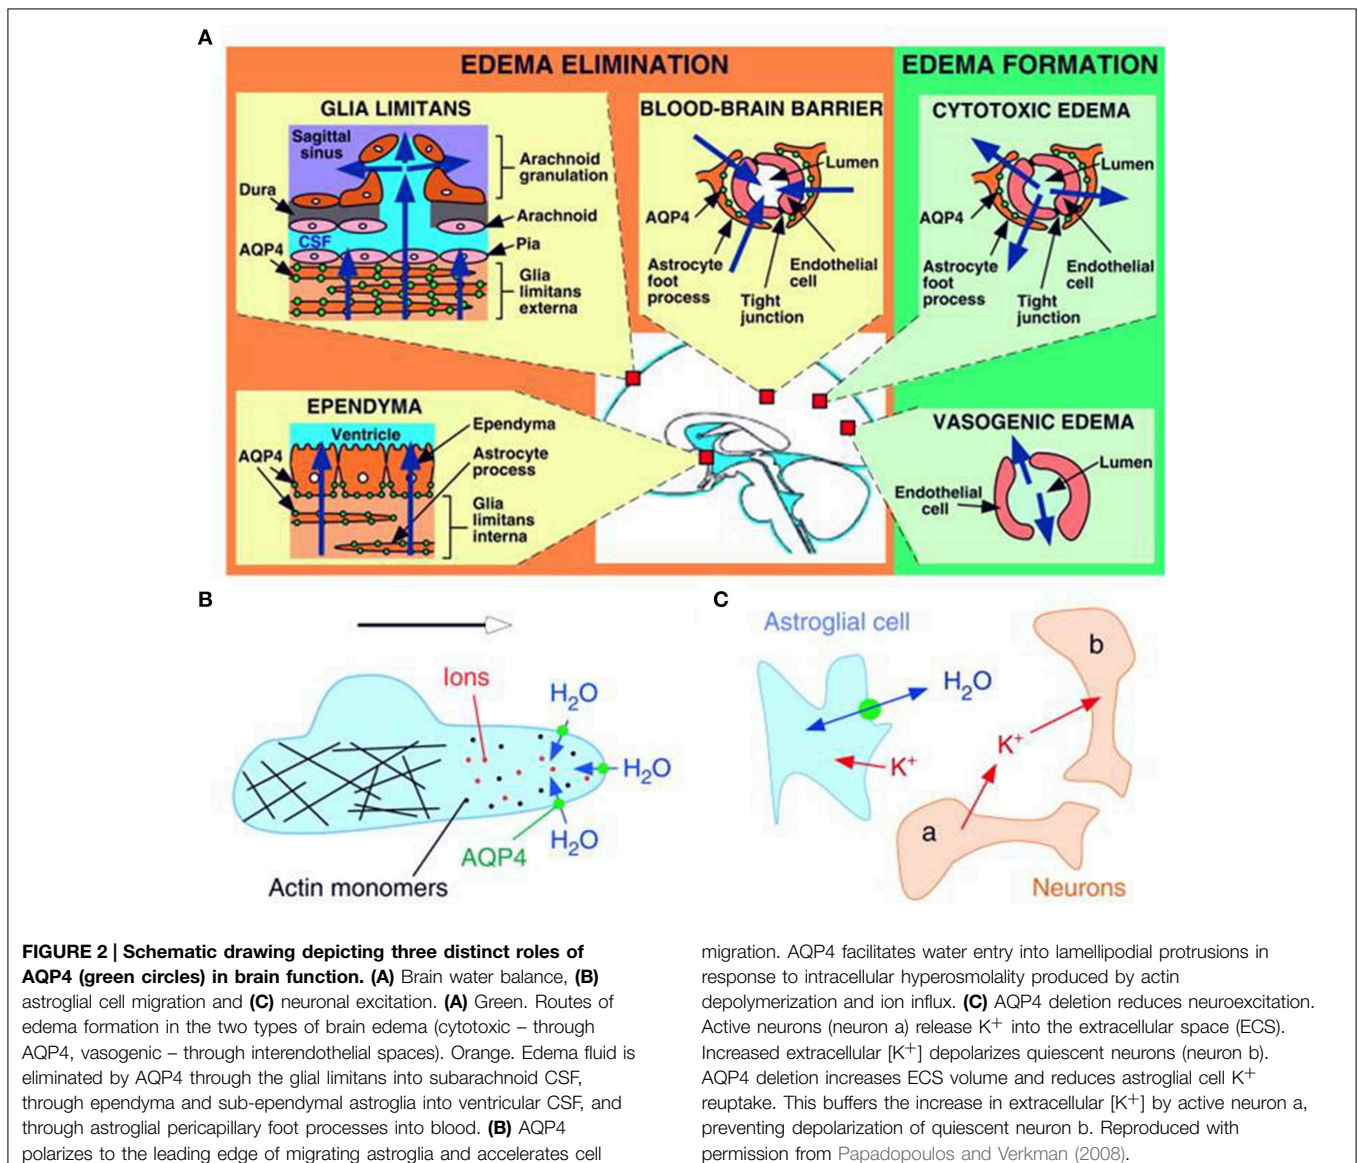 A
EDEMA ELIMINATION
EDEMA FORMATION
GLIA LIMITANS
Sagittal
sinus
Arachnoid
granulation
Dura
Arachnoid
CSF
AQP4
Pia
Glia
limitans
externa
BLOOD-BRAIN BARRIER
Lumen
AQP4
Astrocyte
foot
process
Endothelial
cell
Tight
junction
CYTOTOXIC EDEMA
Lumen
AQP4
Astrocyte
foot
process
Endothelial
cell
Tight
junction
EPENDYMA
Ventricle
Ependyma
AQP4
Astrocyte
process
Glia
limitans
interna
VASOGENIC EDEMA
Lumen
Endothelial
cell
B
Ions
H2O
H2O
H2O
AQP4
Actin monomers
C
Astroglial cell
H2O
K+
K+
b
a
Neurons
FIGURE 2 | Schematic drawing depicting three distinct roles of
AQP4 (green circles) in brain function. (A) Brain water balance, (B)
astroglial cell migration and (C) neuronal excitation. (A) Green. Routes of
edema formation in the two types of brain edema (cytotoxic – through
AQP4, vasogenic – through interendothelial spaces). Orange. Edema fluid is
eliminated by AQP4 through the glial limitans into subarachnoid CSF,
through ependyma and sub-ependymal astroglia into ventricular CSF, and
through astroglial pericapillary foot processes into blood. (B) AQP4
polarizes to the leading edge of migrating astroglia and accelerates cell
migration. AQP4 facilitates water entry into lamellipodial protrusions in
response to intracellular hyperosmolality produced by actin
depolymerization and ion influx. (C) AQP4 deletion reduces neuroexcitation.
Active neurons (neuron a) release K+ into the extracellular space (ECS).
Increased extracellular [K+] depolarizes quiescent neurons (neuron b).
AQP4 deletion increases ECS volume and reduces astroglial cell K+
reuptake. This buffers the increase in extracellular [K+] by active neuron a,
preventing depolarization of quiescent neuron b. Reproduced with
permission from Papadopoulos and Verkman (2008).